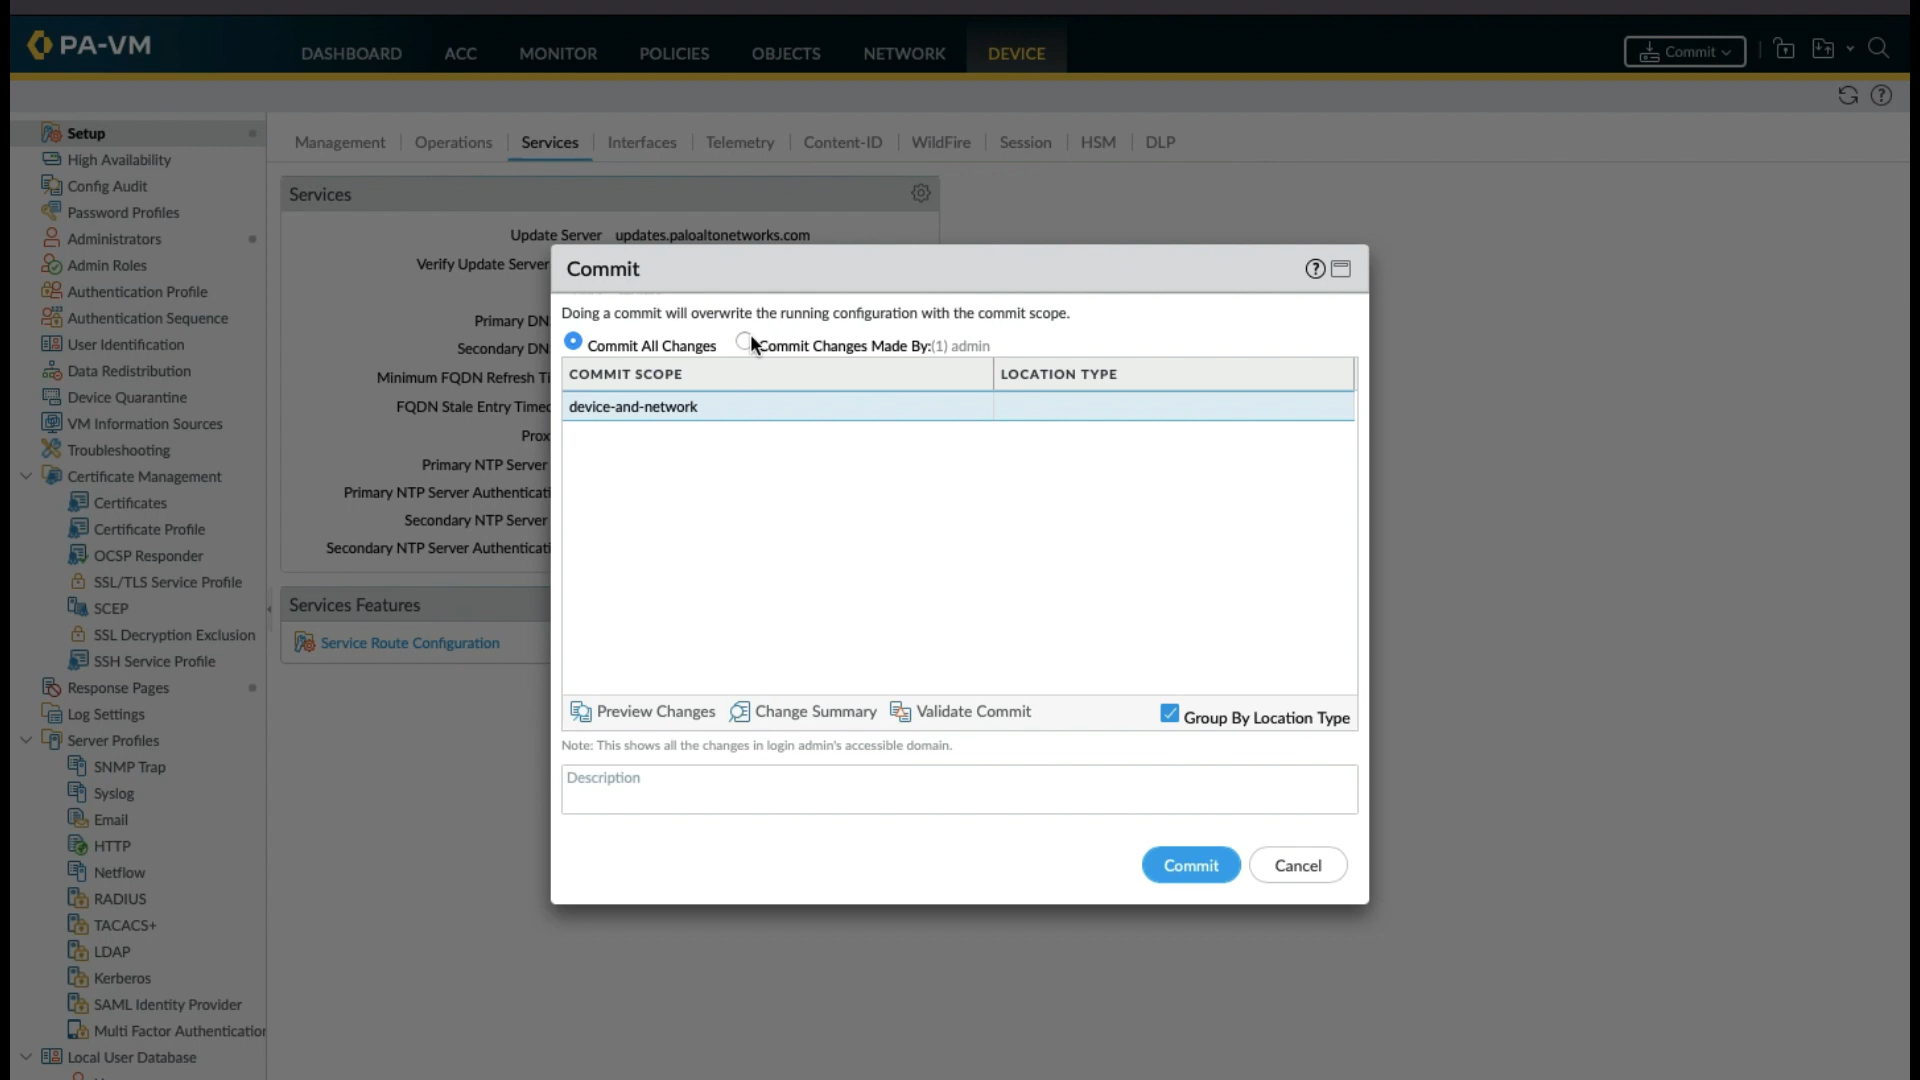 PA-VM
DASHBOARD
ACC
MONITOR
POLICIES
OBJECTS
NETWORK
DEVICE
Commit
Setup
High Availability
Config Audit
Password Profiles
Administrators
Admin Roles
Authentication Profile
Authentication Sequence
User Identification
Data Redistribution
Device Quarantine
VM Information Sources
Troubleshooting
Certificate Management
Certificates
Certificate Profile
OCSP Responder
SSL/TLS Service Profile
SCEP
SSL Decryption Exclusion
SSH Service Profile
Response Pages
Log Settings
Server Profiles
SNMP Trap
Syslog
Email
HTTP
Netflow
RADIUS
TACACS+
LDAP
Kerberos
SAML Identity Provider
Multi Factor Authentication
Local User Database
Management
Operations
Services
Interfaces
Telemetry
Content-ID
WildFire
Session
HSM
DLP
Services
Update Server updates.paloaltonetworks.com
Verify Update Server
Primary DN
Secondary DN
Minimum FQDN Refresh Ti
FQDN Stale Entry Time
Prox
Primary NTP Server
Primary NTP Server Authenticati
Secondary NTP Server
Secondary NTP Server Authenticati
Services Features
Service Route Configuration
Commit
Doing a commit will overwrite the running configuration with the commit scope.
Commit All Changes
Commit Changes Made By:(1) admin
COMMIT SCOPE
LOCATION TYPE
device-and-network
Preview Changes
Change Summary
Validate Commit
Group By Location Type
Note: This shows all the changes in login admin's accessible domain.
Description
Commit
Cancel